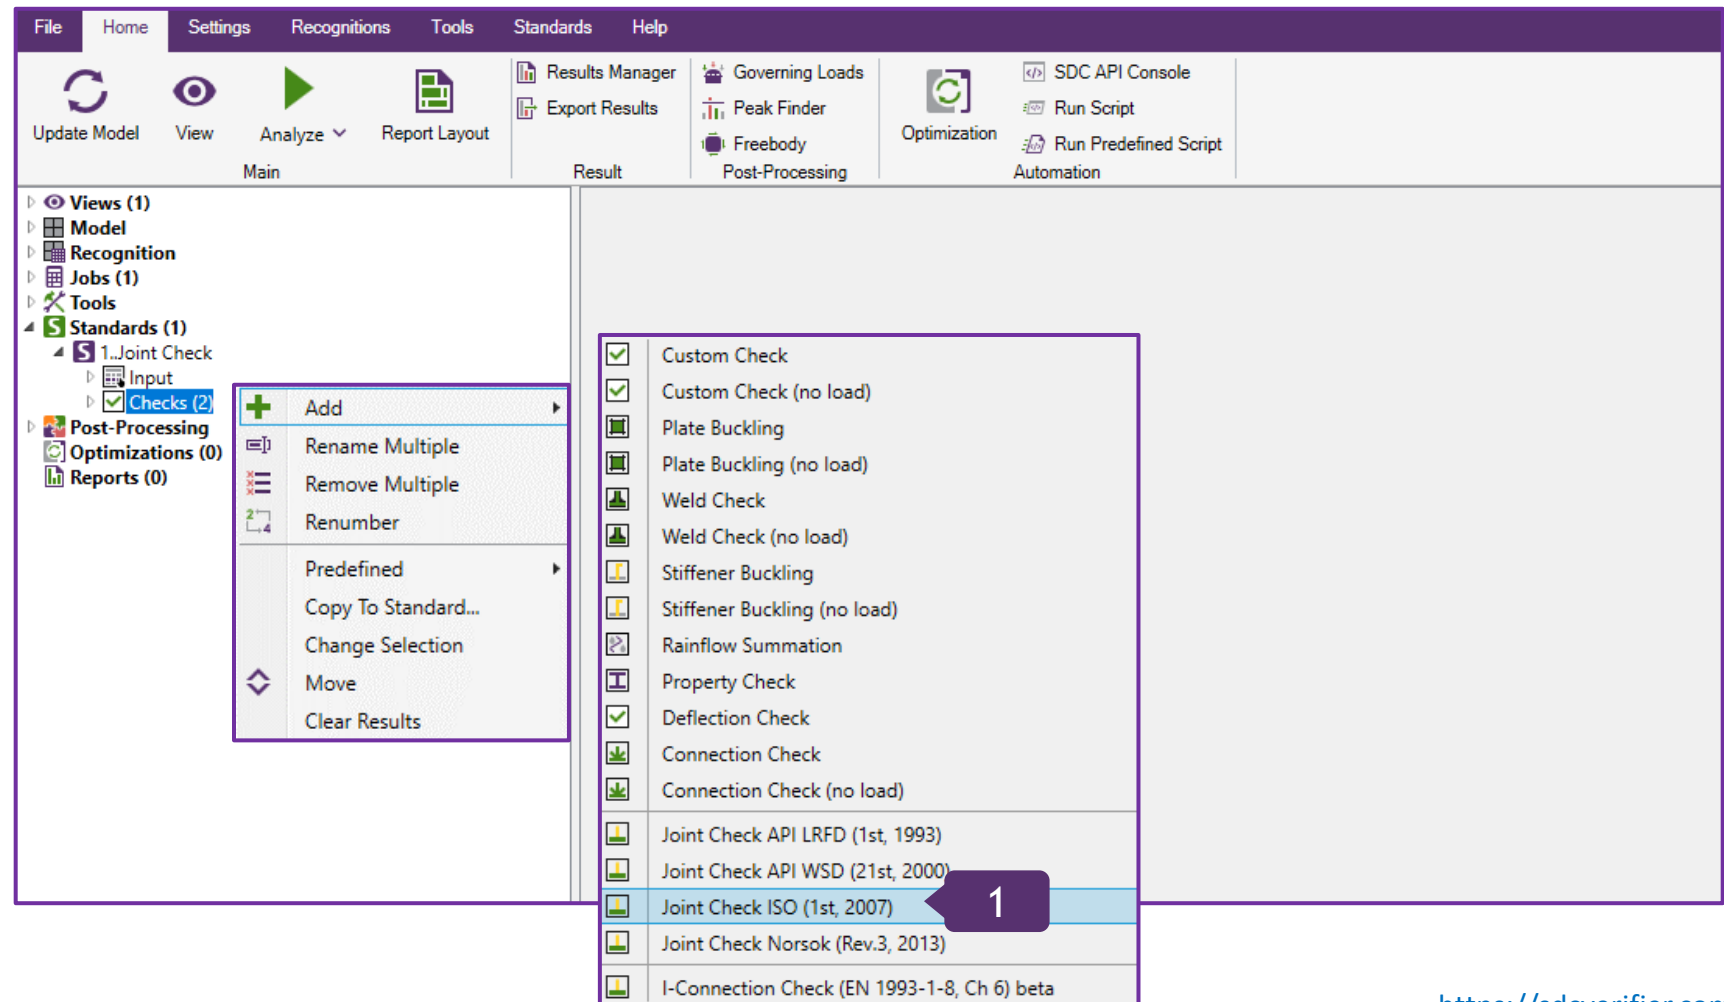 File Home Settings Recognitions Tools Standards Help
Update Model View Analyze Report Layout
Main
Results Manager
Export Results
Result
Governing Loads
Peak Finder
Freebody
Post-Processing
Optimization
SDC API Console
Run Script
Run Predefined Script
Automation
Views (1)
Model
Recognition
Jobs (1)
Tools
Standards (1)
1..Joint Check
Input
Checks (2)
Post-Processing
Optimizations (0)
Reports (0)
Add
Rename Multiple
Remove Multiple
Renumber
Predefined
Copy To Standard...
Change Selection
Move
Clear Results
Custom Check
Custom Check (no load)
Plate Buckling
Plate Buckling (no load)
Weld Check
Weld Check (no load)
Stiffener Buckling
Stiffener Buckling (no load)
Rainflow Summation
Property Check
Deflection Check
Connection Check
Connection Check (no load)
Joint Check API LRFD (1st, 1993)
Joint Check API WSD (21st, 2000)
Joint Check ISO (1st, 2007)
1
Joint Check Norsok (Rev.3, 2013)
I-Connection Check (EN 1993-1-8, Ch 6) beta